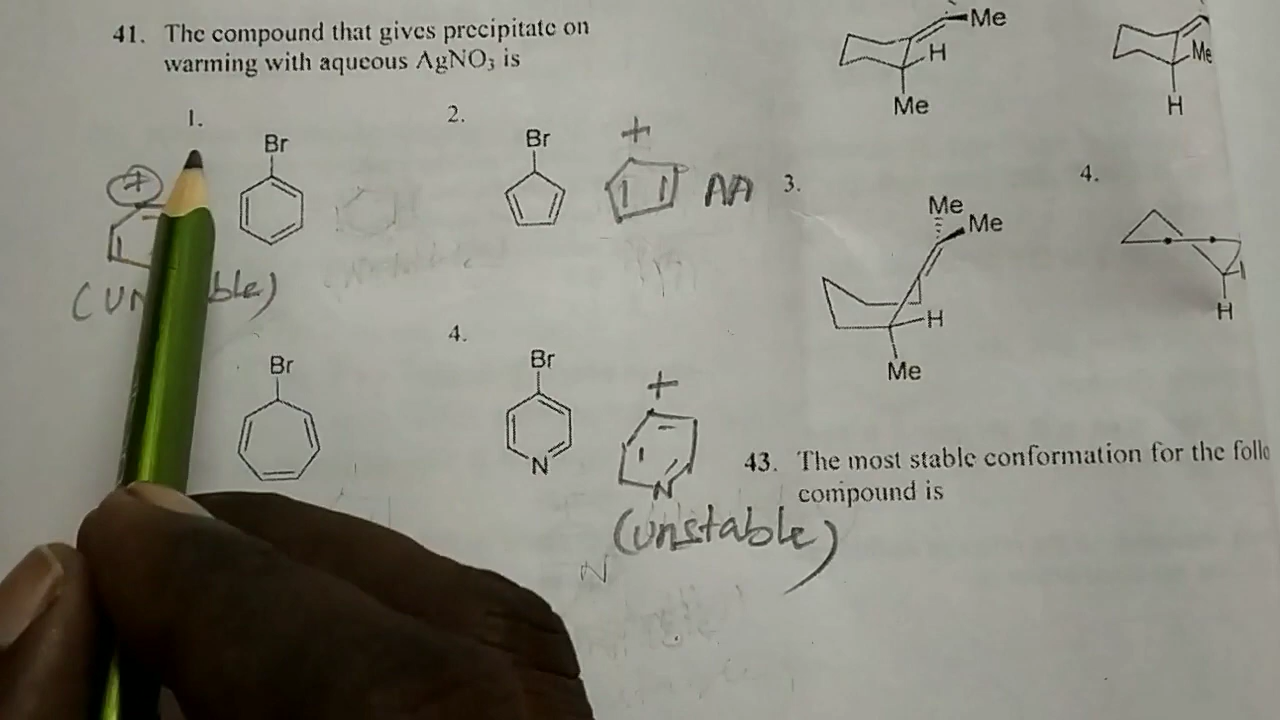 41. The compound that gives precipitate on
warming with aqueous AgNO₃ is
1.
Br
+
2.
Br
+
AA
Br
4.
Br
N
+
N
(unstable)
N
Me
H
Me
Me
H
3.
Me
Me
H
Me
4.
H
43. The most stable conformation for the
compound is